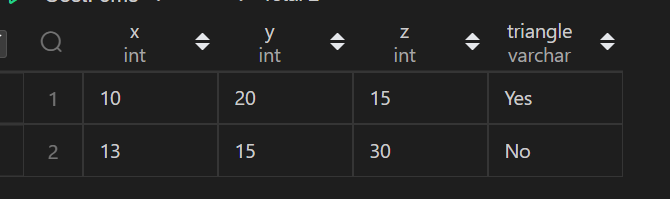 x y z triangle
int int int varchar
1 10 20 15 Yes
2 13 15 30 No